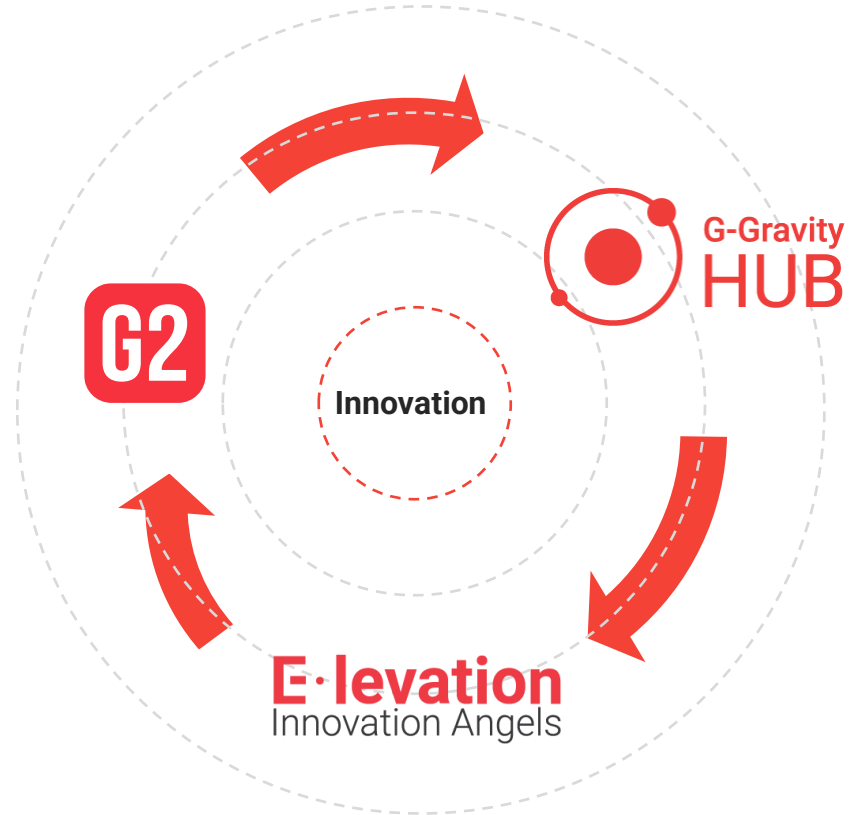 G-Gravity
HUB
G2
Innovation
E·levation
Innovation Angels